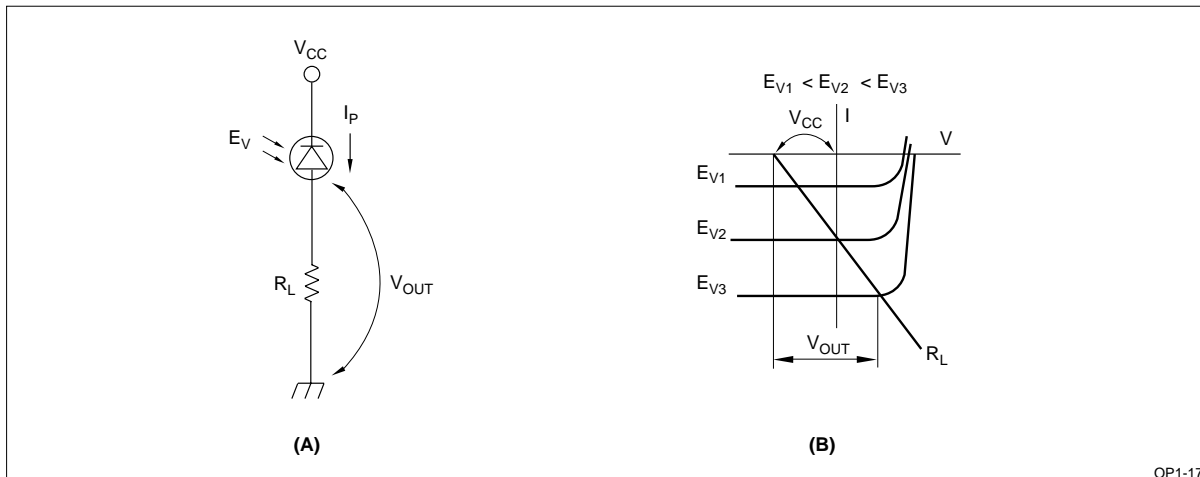 V_CC
I_P
E_V
R_L
V_OUT
(A)
E_V1 < E_V2 < E_V3
V_CC
I
V
E_V1
E_V2
E_V3
V_OUT
R_L
(B)
OP1-17